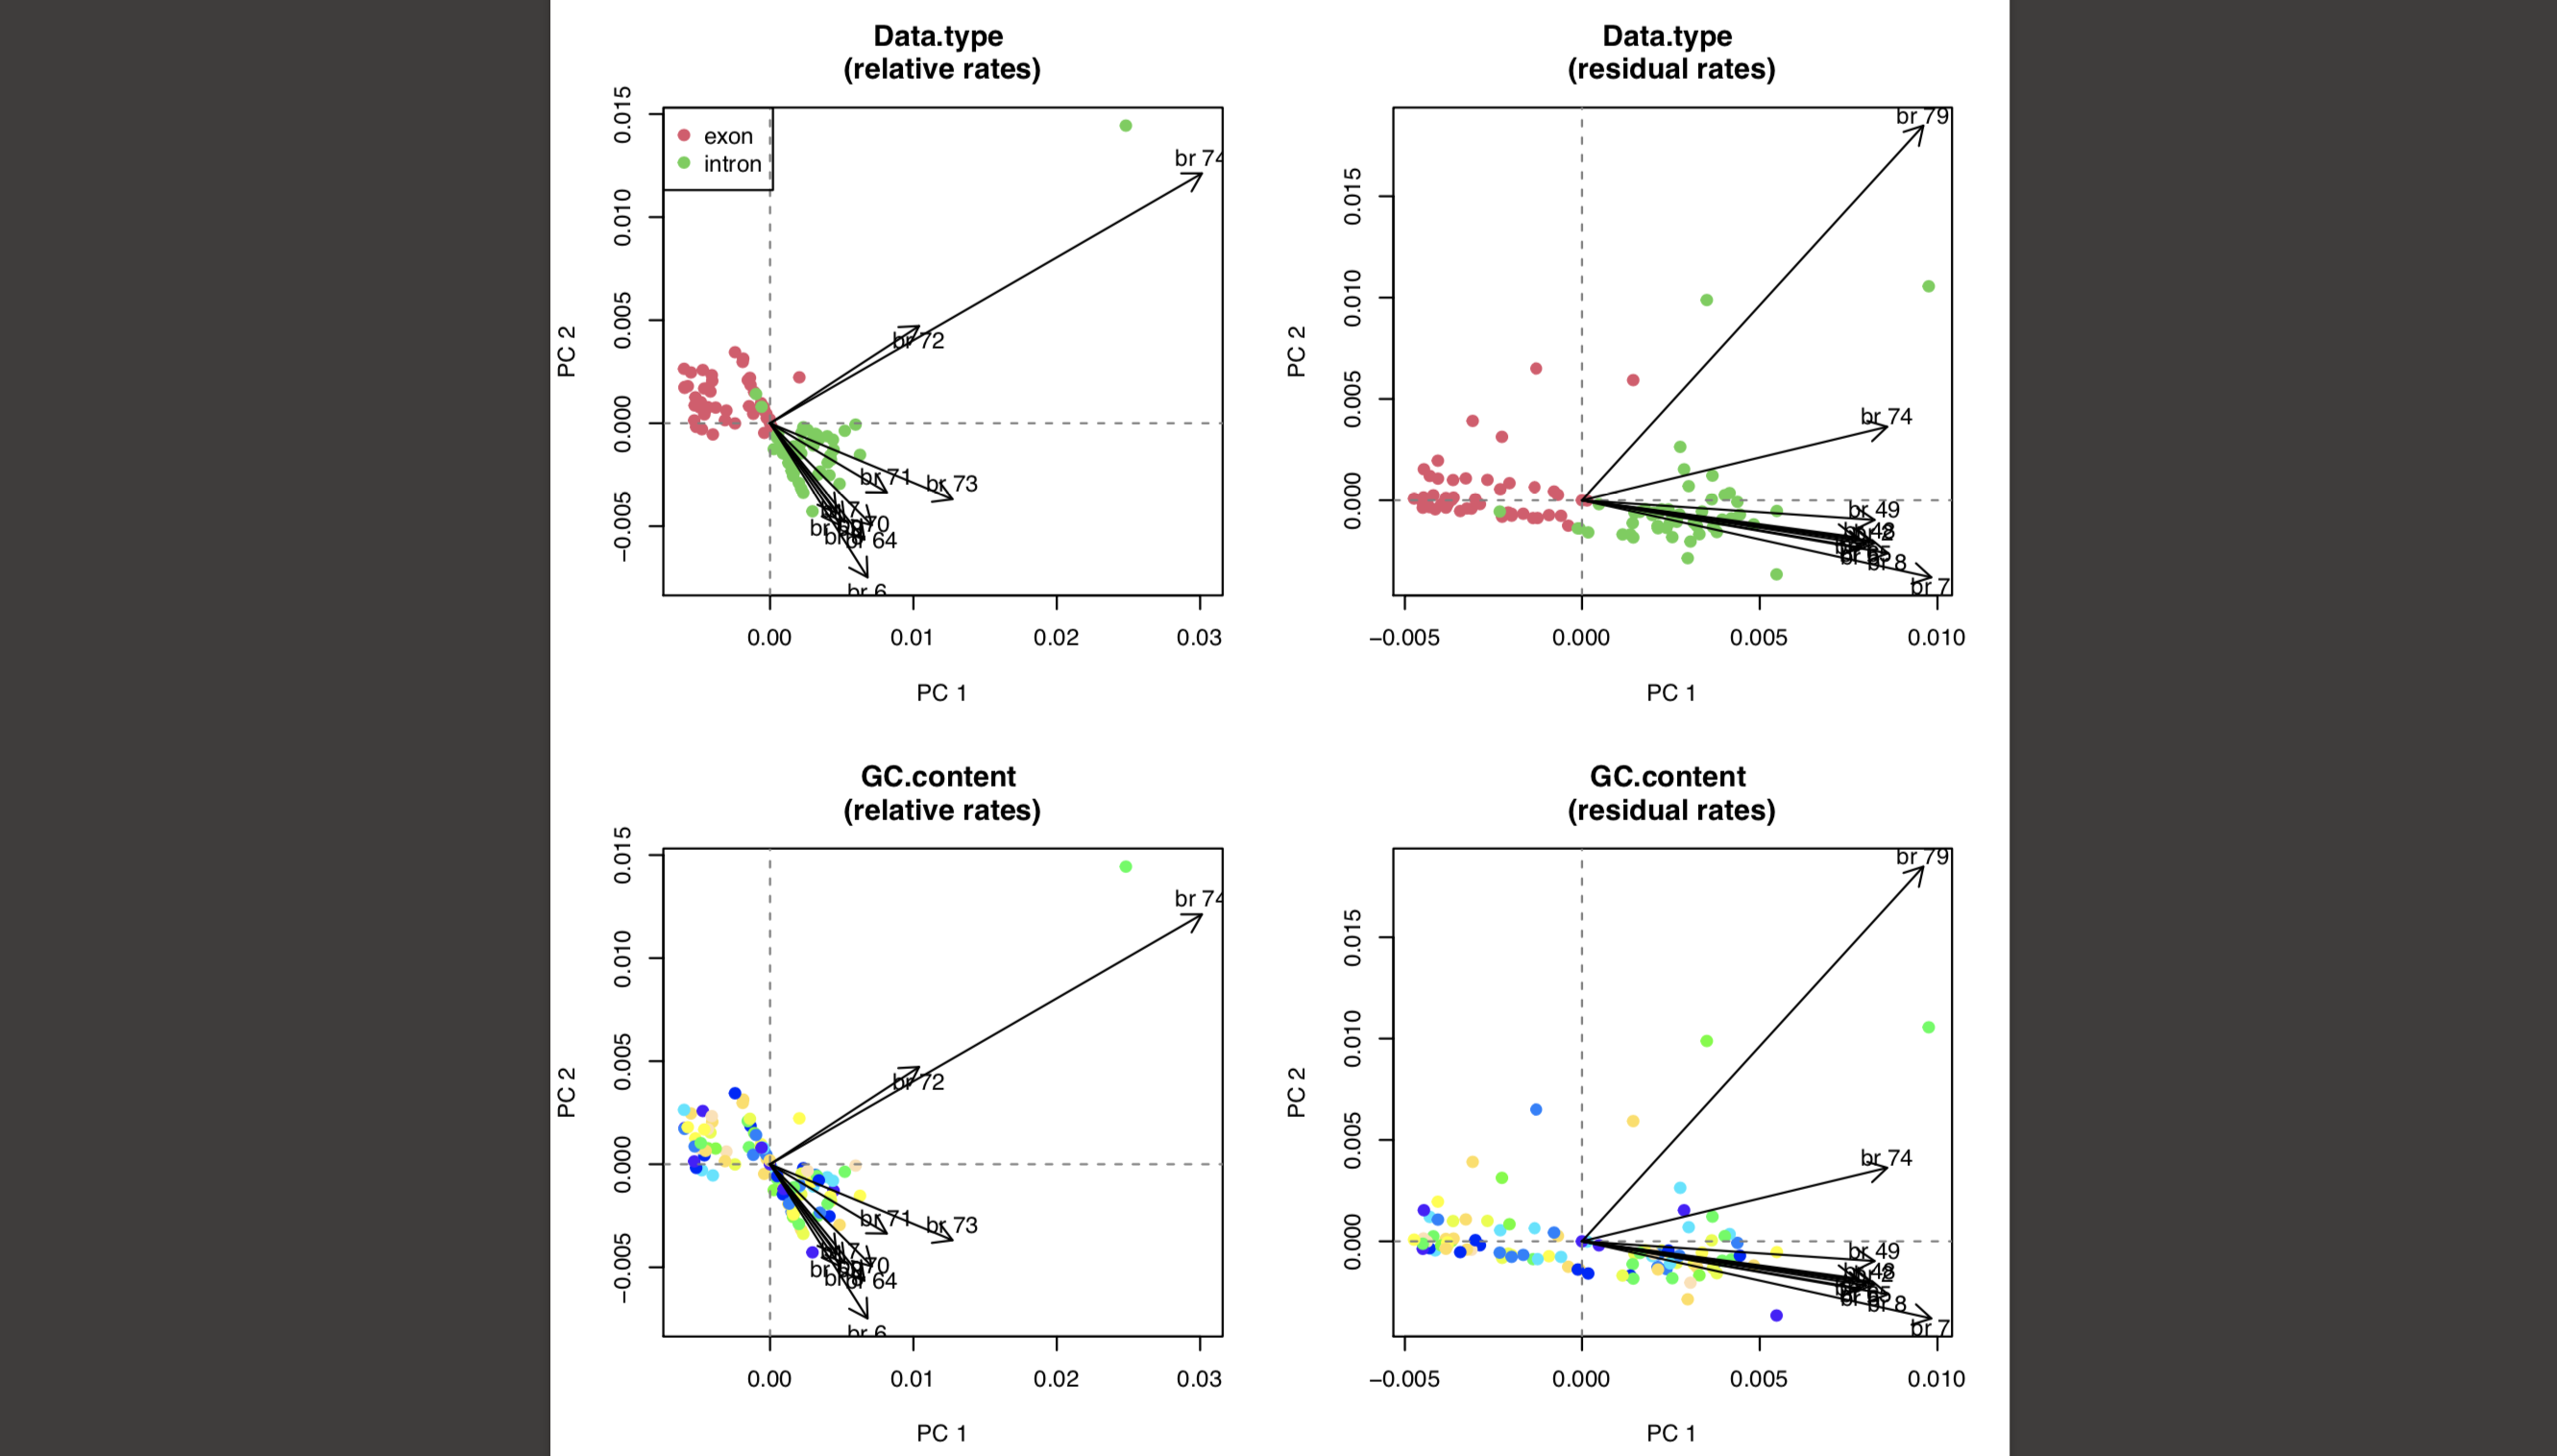 Data.type
(relative rates)
0.015
0.010
0.005
0.000
−0.005
PC 2
exon
intron
br 74
br 72
br 71
br 73
br 64
br 6
0.00
0.01
0.02
0.03
PC 1
Data.type
(residual rates)
0.015
0.010
0.005
0.000
PC 2
br 79
br 74
br 49
br 8
br 7
−0.005
0.000
0.005
0.010
PC 1
GC.content
(relative rates)
0.015
0.010
0.005
0.000
−0.005
PC 2
br 74
br 72
br 71
br 73
br 64
br 6
0.00
0.01
0.02
0.03
PC 1
GC.content
(residual rates)
0.015
0.010
0.005
0.000
PC 2
br 79
br 74
br 49
br 8
br 7
−0.005
0.000
0.005
0.010
PC 1